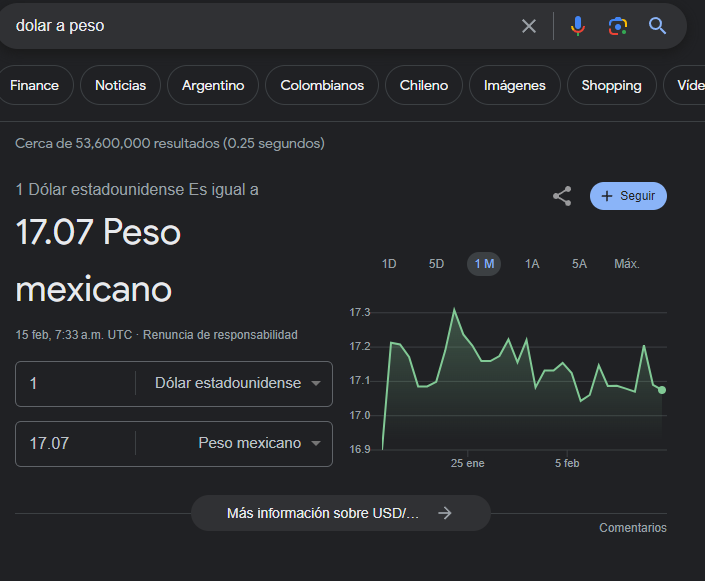 dolar a peso
Finance
Noticias
Argentino
Colombianos
Chileno
Imágenes
Shopping
Víde
Cerca de 53,600,000 resultados (0.25 segundos)
1 Dólar estadounidense Es igual a
17.07 Peso
mexicano
15 feb, 7:33 a.m. UTC · Renuncia de responsabilidad
1 Dólar estadounidense
17.07 Peso mexicano
+ Seguir
1D 5D 1 M 1A 5A Máx.
17.3
17.2
17.1
17.0
16.9
25 ene 5 feb
Más información sobre USD/...
Comentarios